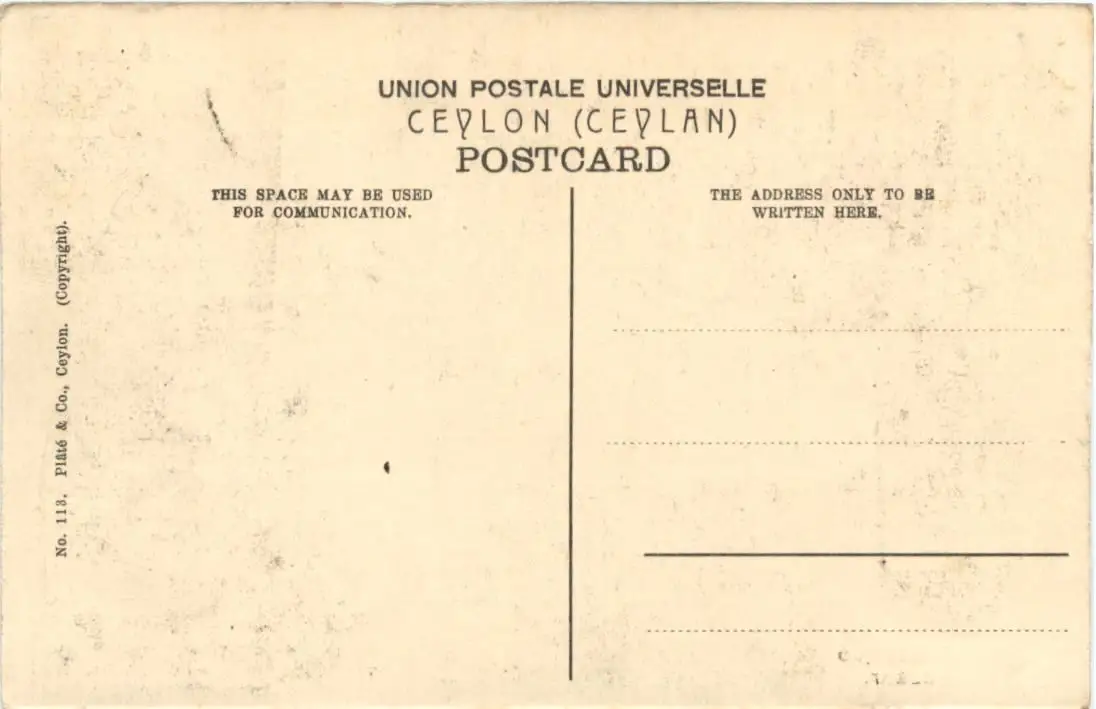 UNION POSTALE UNIVERSELLE
CEYLON (CEYLAN)
POSTCARD
THIS SPACE MAY BE USED
FOR COMMUNICATION.
THE ADDRESS ONLY TO BE
WRITTEN HERE.
No. 113. Plâté & Co., Ceylon. (Copyright).